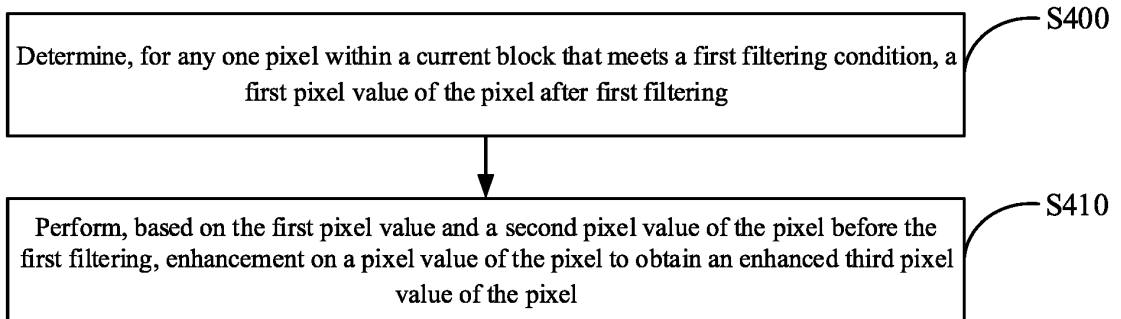 S400
Determine, for any one pixel within a current block that meets a first filtering condition, a
first pixel value of the pixel after first filtering
S410
Perform, based on the first pixel value and a second pixel value of the pixel before the
first filtering, enhancement on a pixel value of the pixel to obtain an enhanced third pixel
value of the pixel